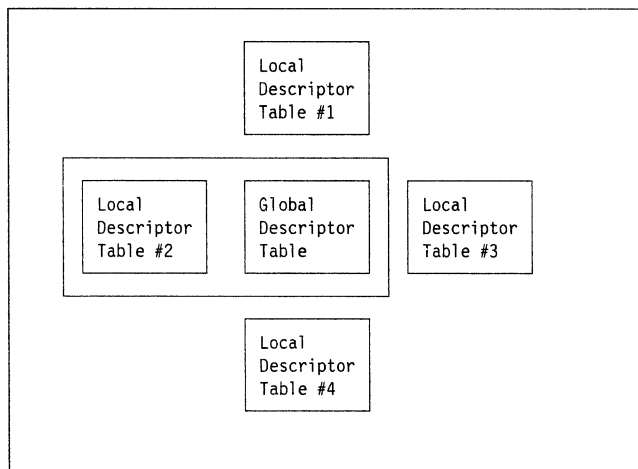 Local
Descriptor
Table #1
Local
Descriptor
Table #2
Global
Descriptor
Table
Local
Descriptor
Table #3
Local
Descriptor
Table #4